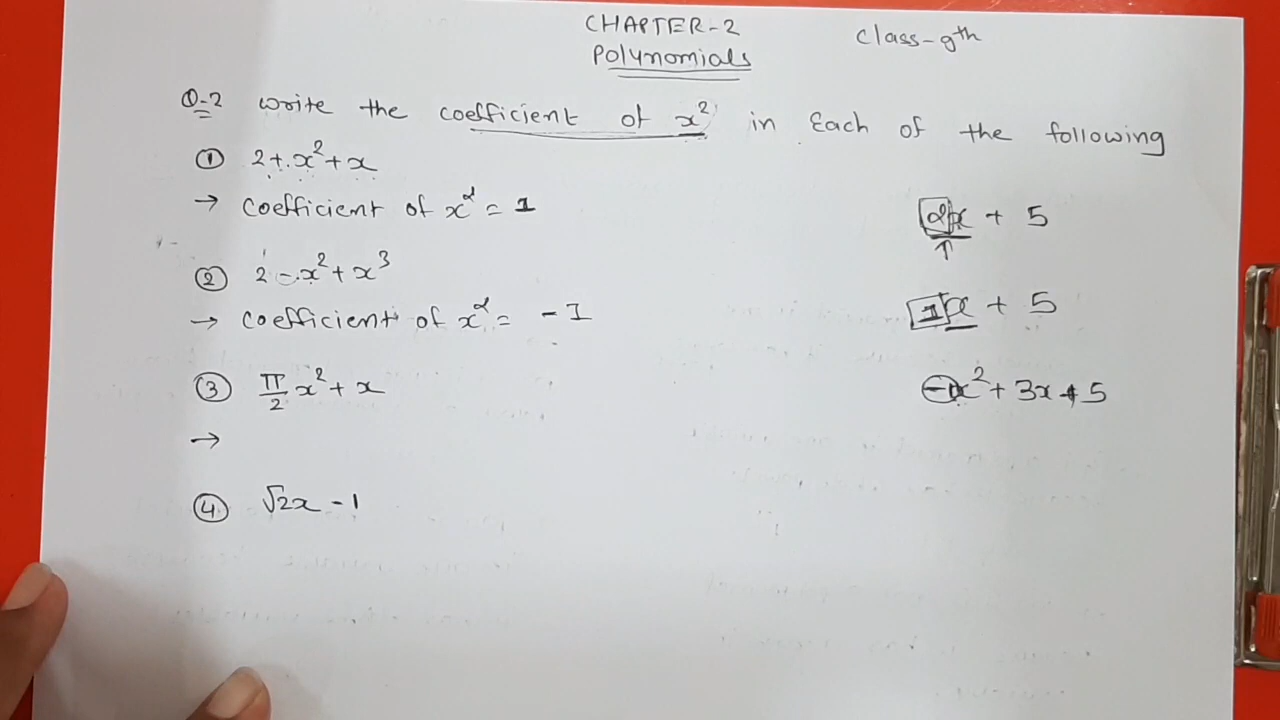 CHAPTER-2
Class-9th
Polynomials
Q-2 Write the coefficient of x² in Each of the following
① 2+x²+x
→ coefficient of x² = 1
2x + 5
② 2-x²+x³
→ coefficient of x² = -1
1x + 5
③ π/2 x²+x
-x²+3x+5
→
④ √2x-1